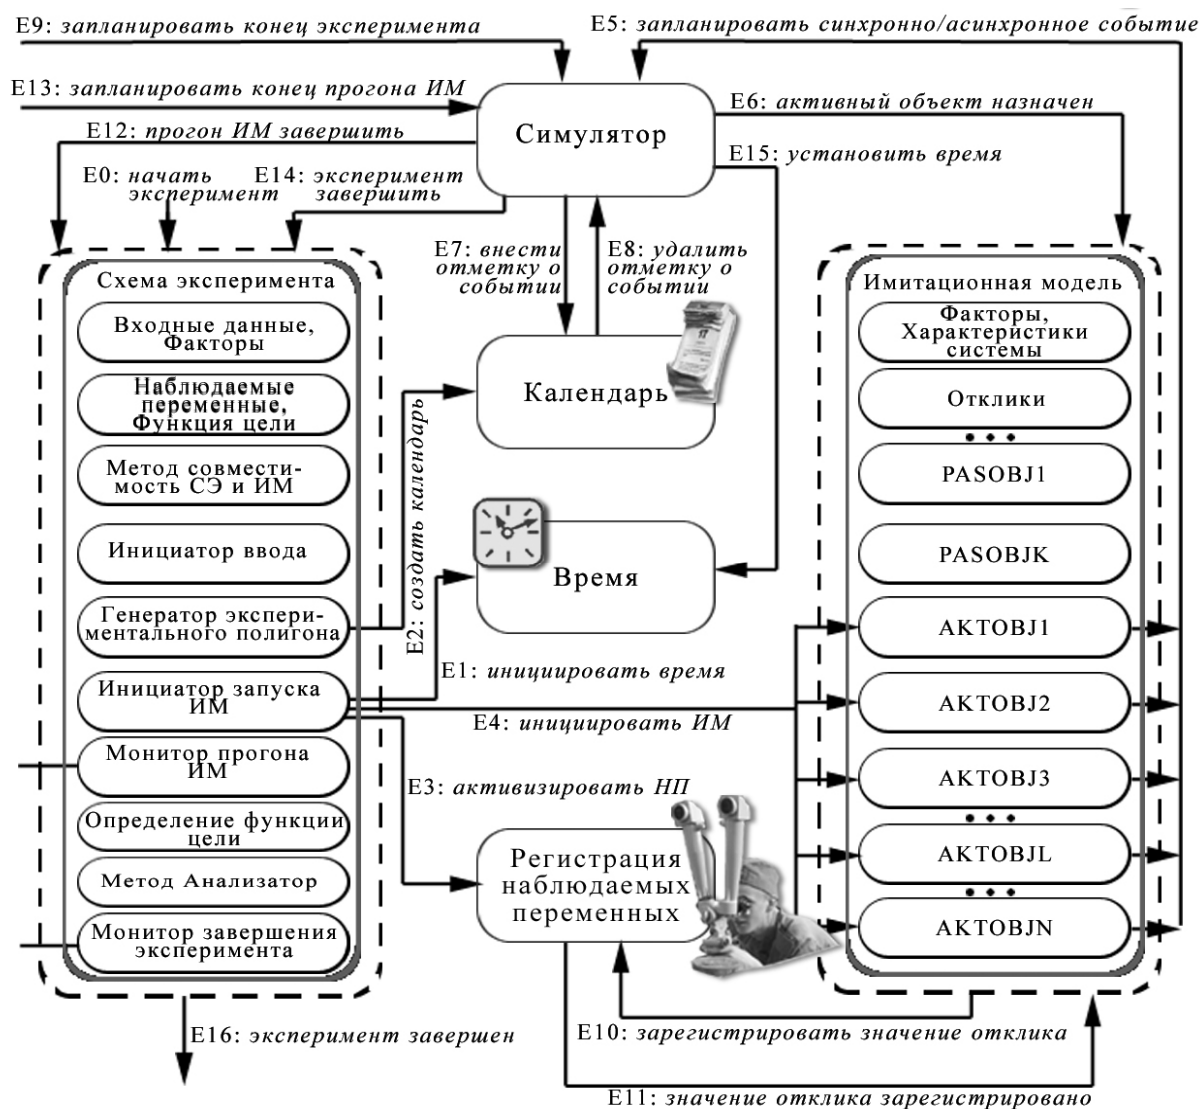 E9: запланировать конец эксперимента
E5: запланировать синхронно/асинхронное событие
E13: запланировать конец прогона ИМ
E6: активный объект назначен
E12: прогон ИМ завершить
Симулятор
E15: установить время
E0: начать
эксперимент
E14: эксперимент
завершить
E7: внести
отметку о
событии
E8: удалить
отметку о
событии
Схема эксперимента
Входные данные,
Факторы
Наблюдаемые
переменные,
Функция цели
Метод совмести-
мость СЭ и ИМ
Инициатор ввода
Генератор экспери-
ментального полигона
Инициатор запуска
ИМ
Монитор прогона
ИМ
Определение функции
цели
Метод Анализатор
Монитор завершения
эксперимента
17
Календарь
E2: создать календарь
Время
E1: инициировать время
E4: инициировать ИМ
E3: активизировать НП
Регистрация
наблюдаемых
переменных
Имитационная модель
Факторы,
Характеристики
системы
Отклики
• • •
PASOBJ1
PASOBJK
AKTOBJ1
AKTOBJ2
AKTOBJ3
• • •
AKTOBJL
• • •
AKTOBJN
E10: зарегистрировать значение отклика
E16: эксперимент завершен
E11: значение отклика зарегистрировано